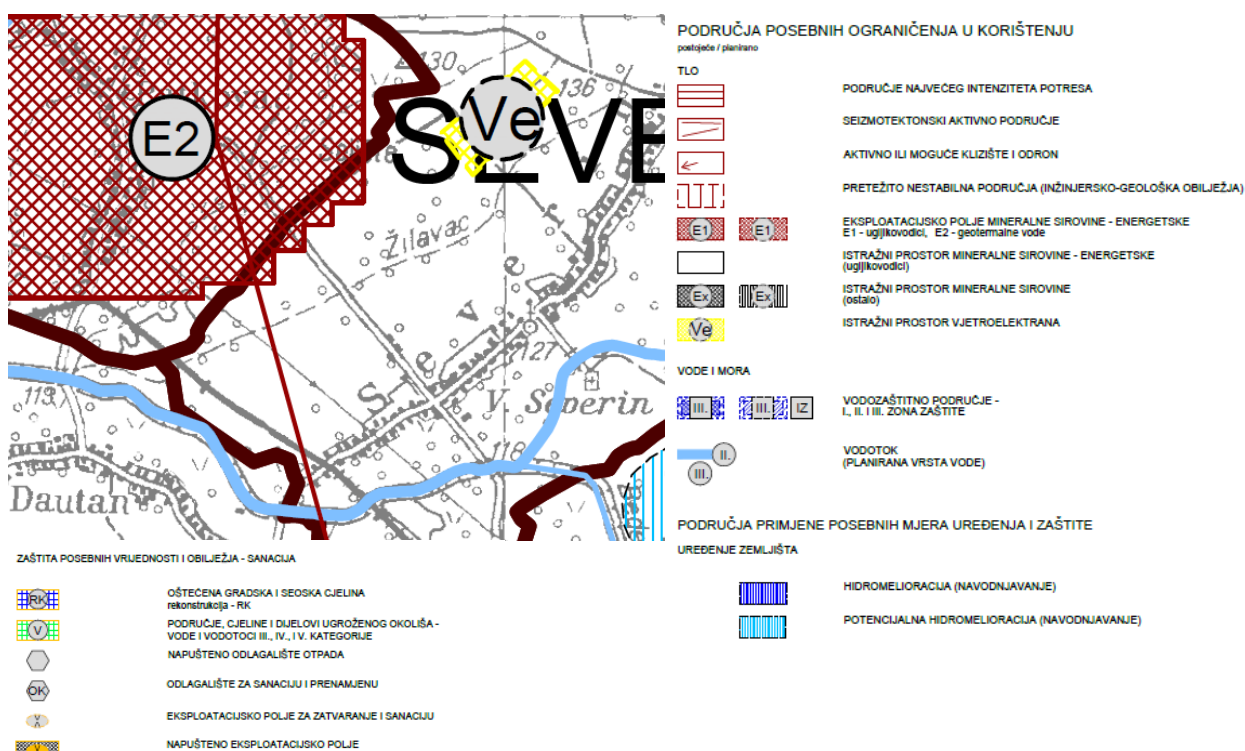 130
136
E2
Ve
SEVE
Žilavac
Sever
127
V. Severin
113
118
Dautan
PODRUČJA POSEBNIH OGRANIČENJA U KORIŠTENJU
postojeće / planirano
TLO
PODRUČJE NAJVEĆEG INTENZITETA POTRESA
SEIZMOTEKTONSKI AKTIVNO PODRUČJE
AKTIVNO ILI MOGUĆE KLIZIŠTE I ODRON
PRETEŽITO NESTABILNA PODRUČJA (INŽINJERSKO-GEOLOŠKA OBILJEŽJA)
E1 E1 EKSPLOATACIJSKO POLJE MINERALNE SIROVINE - ENERGETSKE
E1 - ugljikovodici, E2 - geotermalne vode
ISTRAŽNI PROSTOR MINERALNE SIROVINE - ENERGETSKE
(ugljikovodici)
Ex Ex ISTRAŽNI PROSTOR MINERALNE SIROVINE
(ostalo)
Ve ISTRAŽNI PROSTOR VJETROELEKTRANA
VODE I MORA
III. III. IZ VODOZAŠTITNO PODRUČJE -
I., II. I III. ZONA ZAŠTITE
II. VODOTOK
(PLANIRANA VRSTA VODE)
III.
PODRUČJA PRIMJENE POSEBNIH MJERA UREĐENJA I ZAŠTITE
UREĐENJE ZEMLJIŠTA
HIDROMELIORACIJA (NAVODNJAVANJE)
POTENCIJALNA HIDROMELIORACIJA (NAVODNJAVANJE)
ZAŠTITA POSEBNIH VRIJEDNOSTI I OBILJEŽJA - SANACIJA
RK OŠTEĆENA GRADSKA I SEOSKA CJELINA
rekonstrukcija - RK
V PODRUČJE, CJELINE I DIJELOVI UGROŽENOG OKOLIŠA -
VODE I VODOTOCI III., IV., I V. KATEGORIJE
NAPUŠTENO ODLAGALIŠTE OTPADA
OK ODLAGALIŠTE ZA SANACIJU I PRENAMJENU
EKSPLOATACIJSKO POLJE ZA ZATVARANJE I SANACIJU
NAPUŠTENO EKSPLOATACIJSKO POLJE